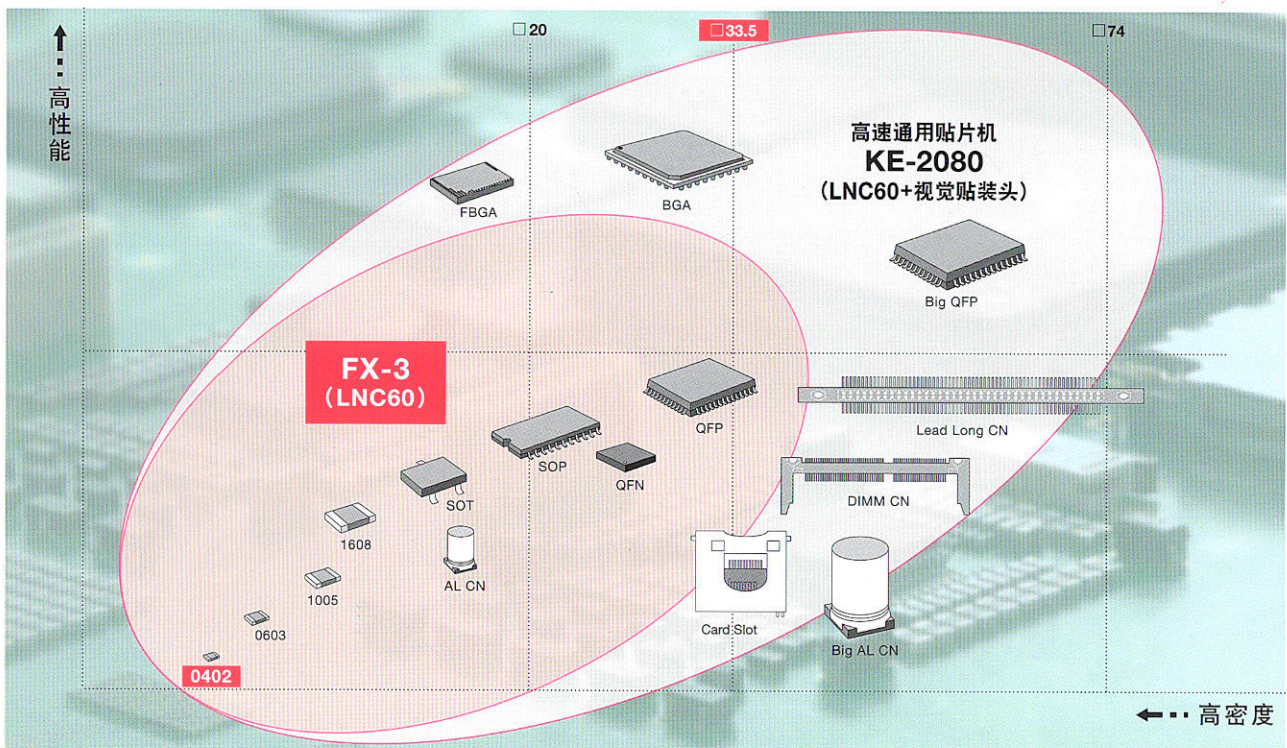 □20
□33.5
□74
高性能
高速通用贴片机
KE-2080
(LNC60+视觉贴装头)
FBGA
BGA
Big QFP
FX-3
(LNC60)
QFP
Lead Long CN
SOP
QFN
DIMM CN
SOT
1608
AL CN
1005
Card Slot
0603
Big AL CN
0402
高密度